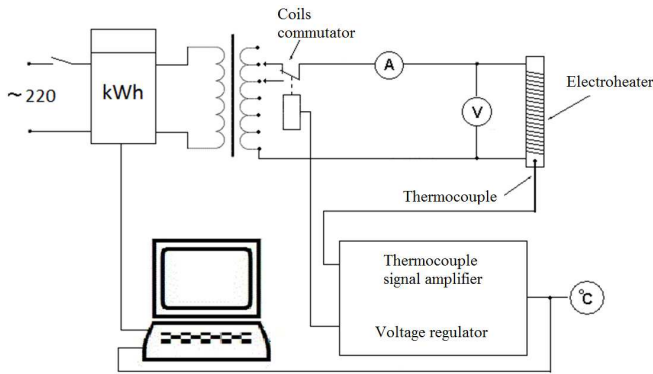 Coils
commutator
A
Electroheater
~220
kWh
V
Thermocouple
Thermocouple
signal amplifier
°C
Voltage regulator